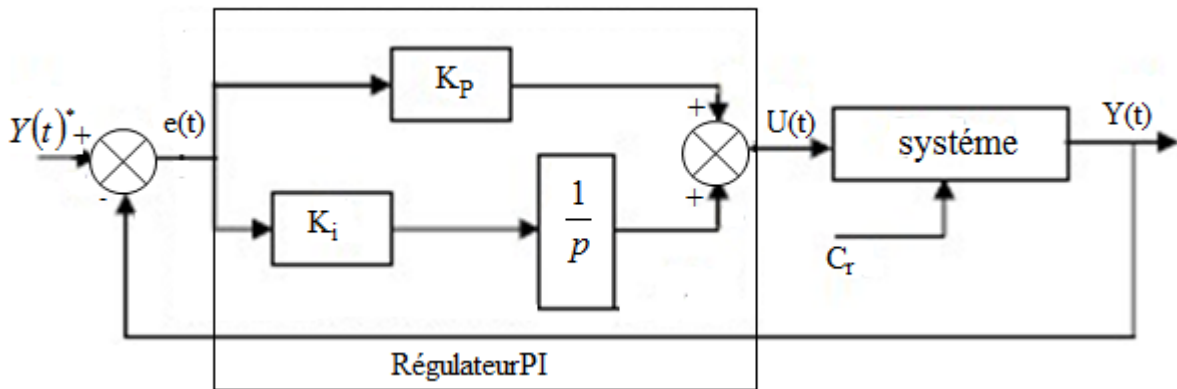 K_P
Y(t)^*
+
-
e(t)
+
+
U(t)
systéme
Y(t)
K_i
1/p
C_r
RégulateurPI